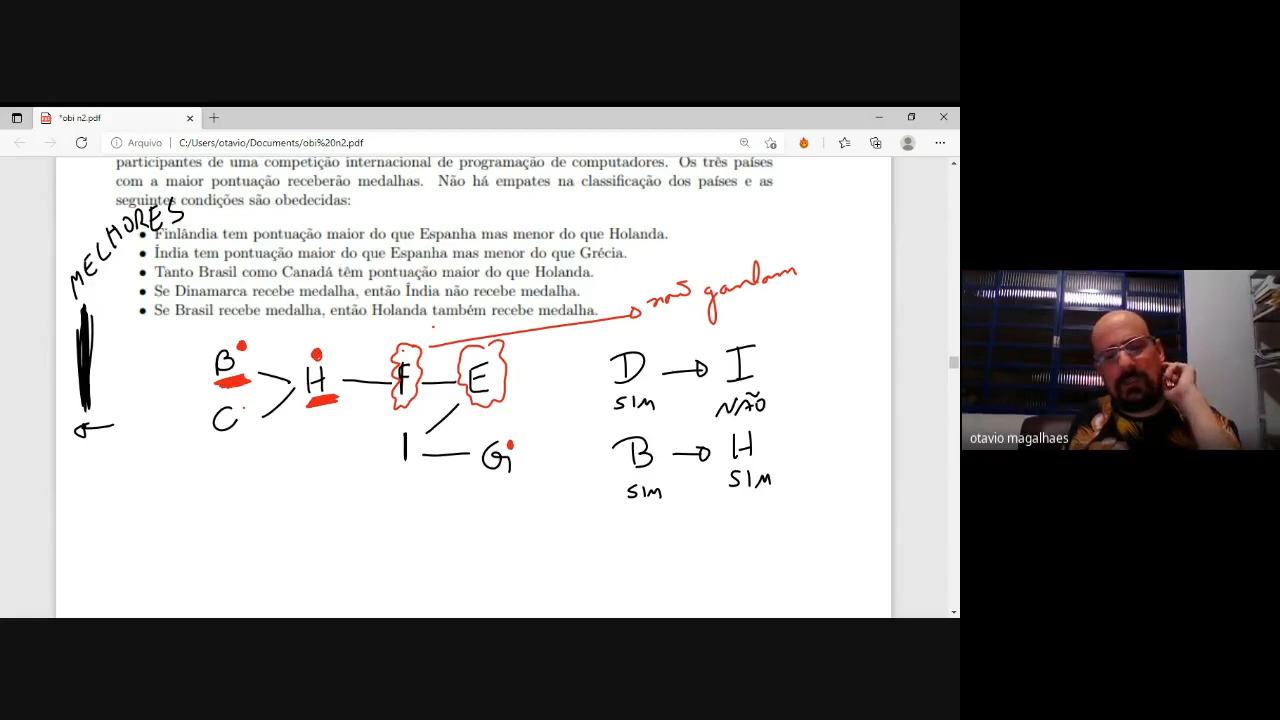 *obi n2.pdf
Arquivo C:/Users/otavio/Documents/obi%20n2.pdf
participantes de uma competição internacional de programação de computadores. Os três países
com a maior pontuação receberão medalhas. Não há empates na classificação dos países e as
seguintes condições são obedecidas:
MELHORES
• Finlândia tem pontuação maior do que Espanha mas menor do que Holanda.
• Índia tem pontuação maior do que Espanha mas menor do que Grécia.
• Tanto Brasil como Canadá têm pontuação maior do que Holanda.
• Se Dinamarca recebe medalha, então Índia não recebe medalha.
• Se Brasil recebe medalha, então Holanda também recebe medalha.
não ganham
B H F E D I
C SIM NÃO
I G B H
SIM SIM
otavio magalhaes